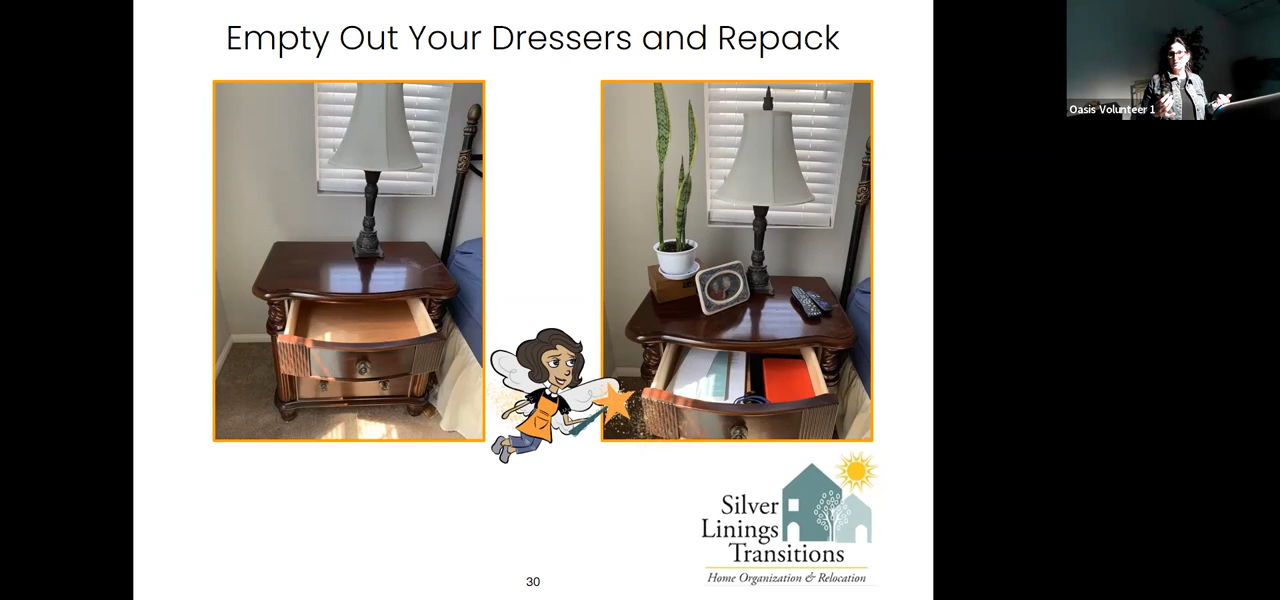 Empty Out Your Dressers and Repack
Oasis Volunteer 1
Silver
Linings
Transitions
Home Organization & Relocation
30